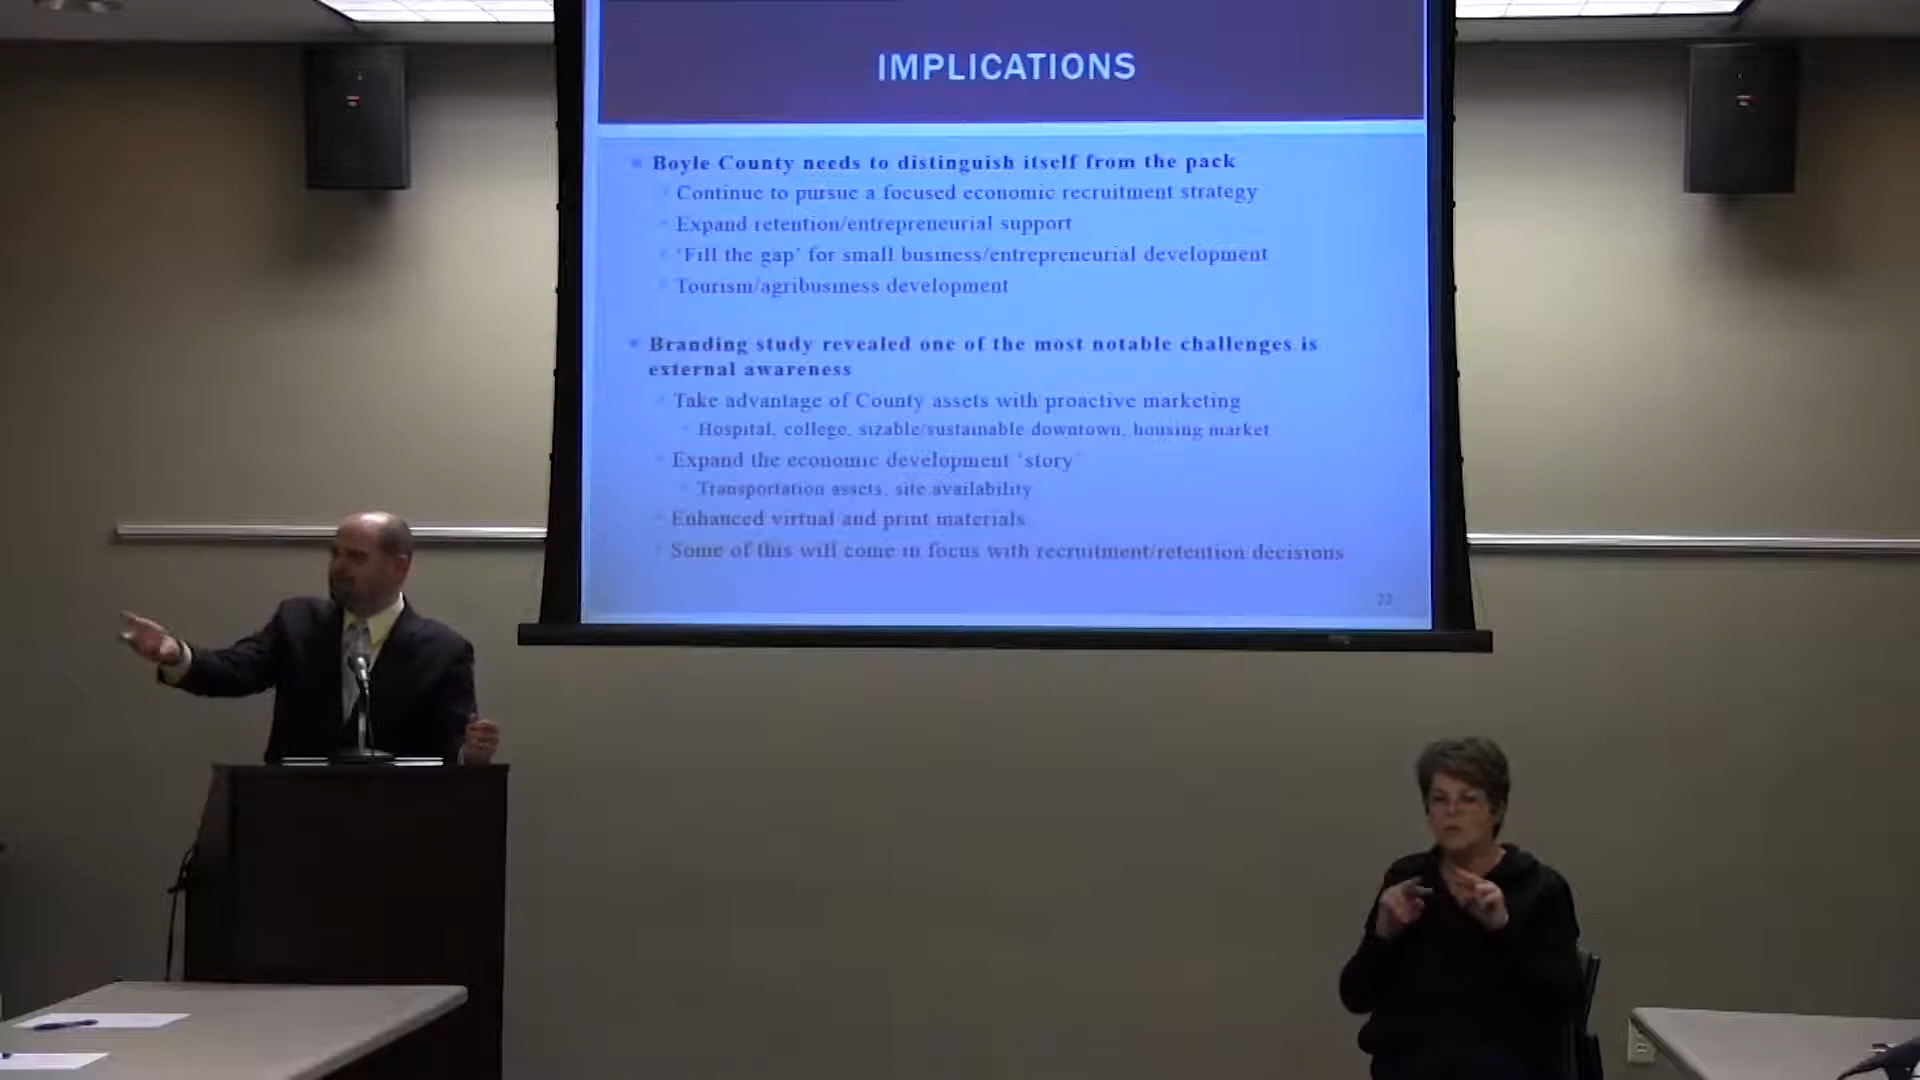 IMPLICATIONS
Boyle County needs to distinguish itself from the pack
Continue to pursue a focused economic recruitment strategy
Expand retention/entrepreneurial support
‘Fill the gap’ for small business/entrepreneurial development
Tourism/agribusiness development
Branding study revealed one of the most notable challenges is
external awareness
Take advantage of County assets with proactive marketing
Hospital, college, sizable/sustainable downtown, housing market
Expand the economic development ‘story’
Transportation assets, site availability
Enhanced virtual and print materials
Some of this will come in focus with recruitment/retention decisions